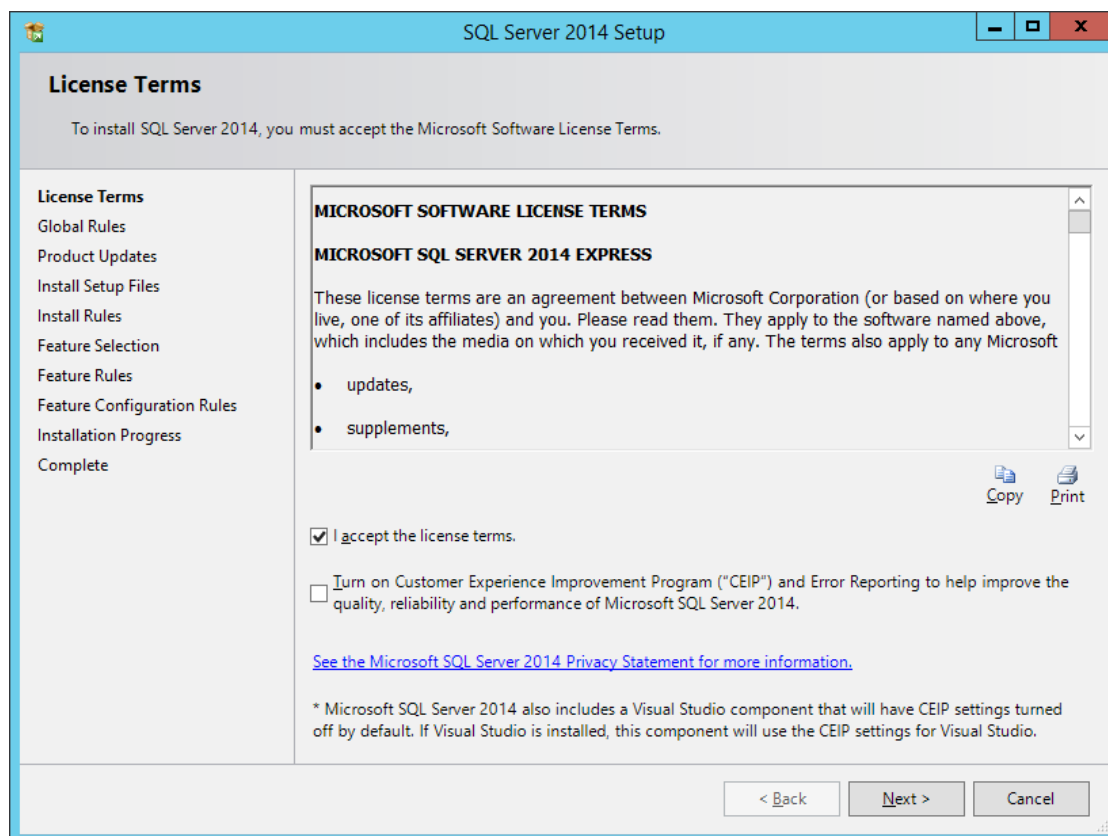 SQL Server 2014 Setup
License Terms
To install SQL Server 2014, you must accept the Microsoft Software License Terms.
License Terms
Global Rules
Product Updates
Install Setup Files
Install Rules
Feature Selection
Feature Rules
Feature Configuration Rules
Installation Progress
Complete
MICROSOFT SOFTWARE LICENSE TERMS
MICROSOFT SQL SERVER 2014 EXPRESS
These license terms are an agreement between Microsoft Corporation (or based on where you
live, one of its affiliates) and you. Please read them. They apply to the software named above,
which includes the media on which you received it, if any. The terms also apply to any Microsoft
• updates,
• supplements,
Copy Print
I accept the license terms.
Turn on Customer Experience Improvement Program ("CEIP") and Error Reporting to help improve the
quality, reliability and performance of Microsoft SQL Server 2014.
See the Microsoft SQL Server 2014 Privacy Statement for more information.
* Microsoft SQL Server 2014 also includes a Visual Studio component that will have CEIP settings turned
off by default. If Visual Studio is installed, this component will use the CEIP settings for Visual Studio.
< Back Next > Cancel